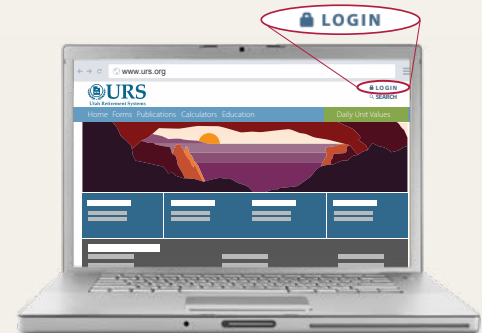 LOGIN
www.urs.org
URS
Utah Retirement Systems
LOGIN
SEARCH
Home Forms Publications Calculators Education Daily Unit Values